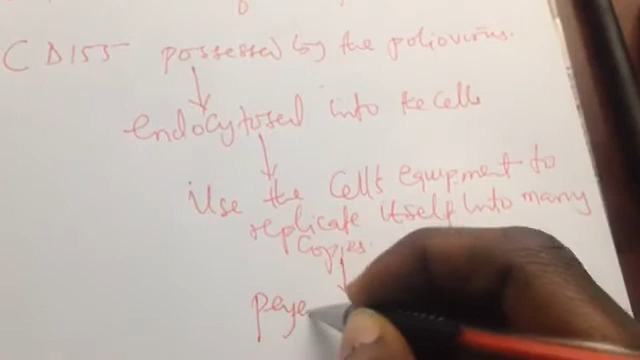 CD155 possessed by the poliovirus.
endocytosed into the cells
Use the Cell's equipment to
replicate itself into many
Copies.
peye